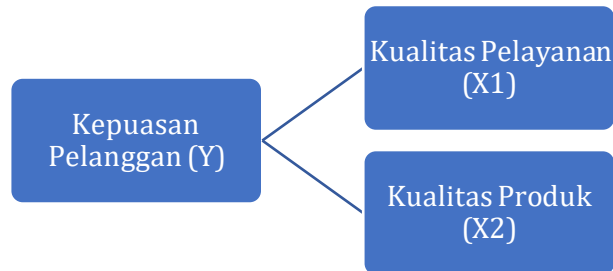 Kepuasan
Pelanggan (Y)
Kualitas Pelayanan
(X1)
Kualitas Produk
(X2)